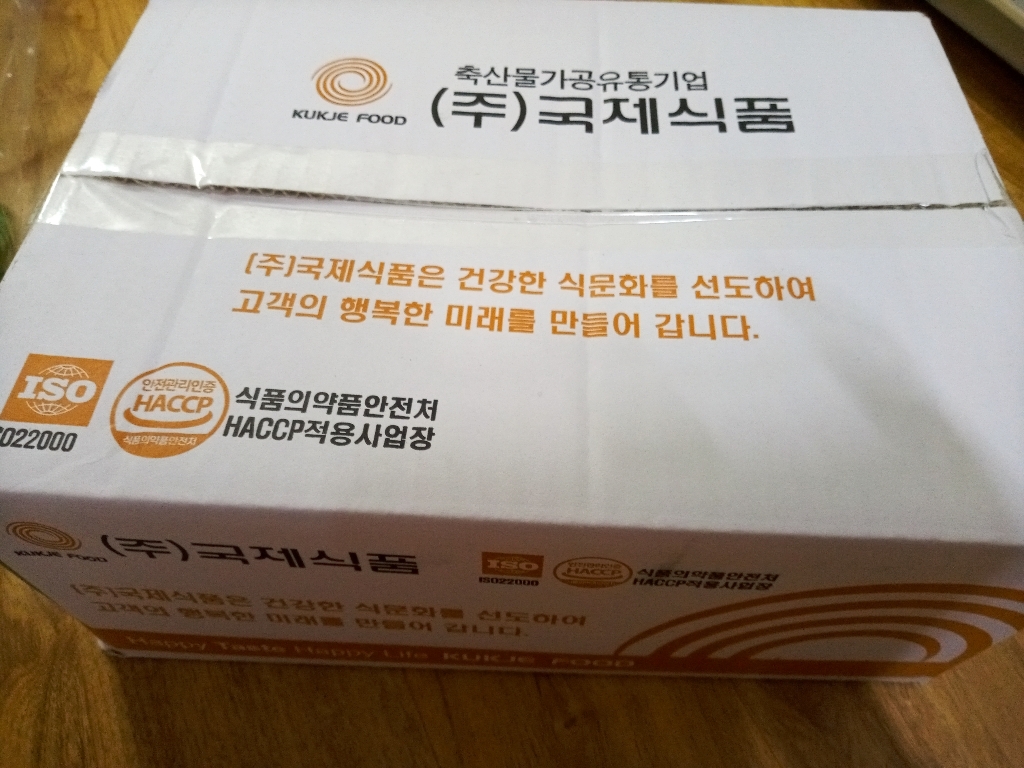 축산물가공유통기업
KUKJE FOOD
(주)국제식품
(주)국제식품은 건강한 식문화를 선도하여
고객의 행복한 미래를 만들어 갑니다.
ISO
ISO22000
안전관리인증
HACCP
식품의약품안전처
식품의약품안전처
HACCP적용사업장
KUKJE FOOD
(주)국제식품
ISO
ISO22000
안전관리인증
HACCP
식품의약품안전처
HACCP적용사업장
(주)국제식품은 건강한 식문화를 선도하여
고객의 행복한 미래를 만들어 갑니다.
Happy Taste Happy Life KUKJE FOOD